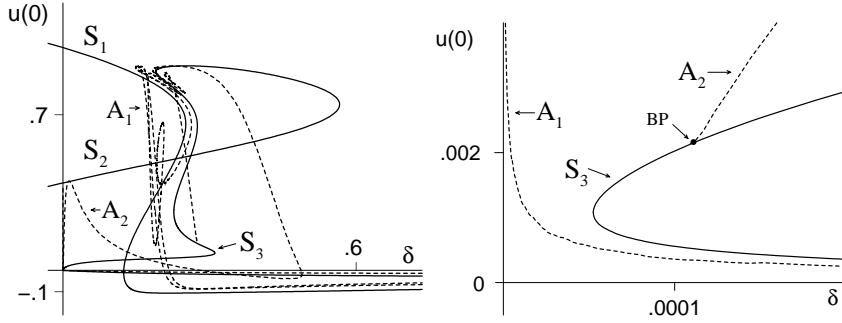 u(0)
S₁
A₁
.7
S₂
A₂
S₃
.6
δ
-.1
u(0)
A₂
A₁
BP
.002
S₃
0
.0001
δ